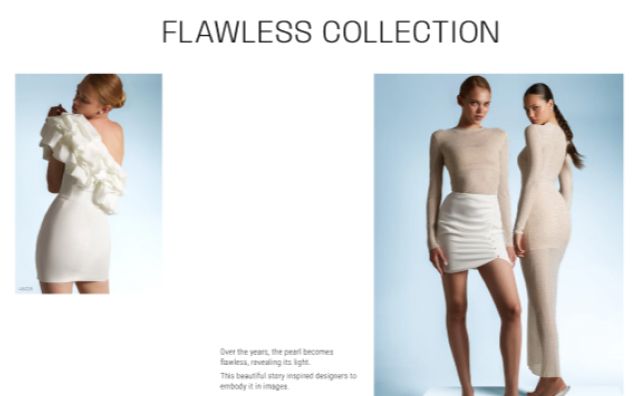 FLAWLESS COLLECTION
Over the years, the pearl becomes
flawless, revealing its light.
This beautiful story inspired designers to
embody it in images.